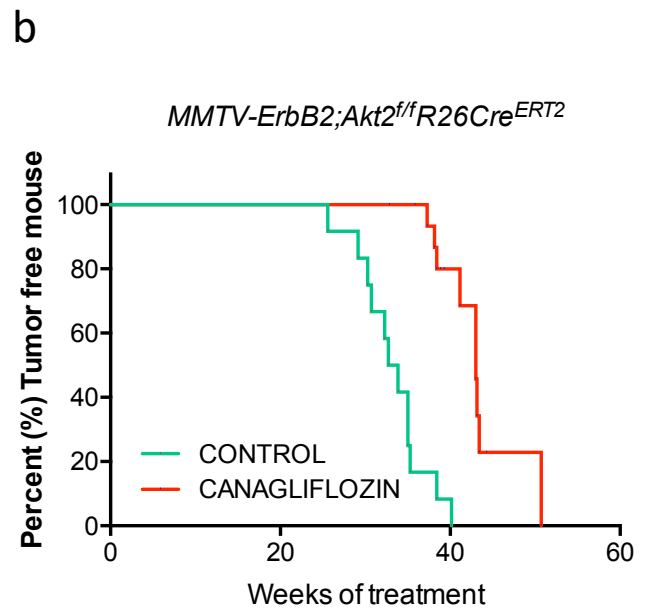 b
MMTV-ErbB2;Akt2f/fR26CreERT2
Percent (%) Tumor free mouse
100
80
60
40
20
0
CONTROL
CANAGLIFLOZIN
0 20 40 60
Weeks of treatment